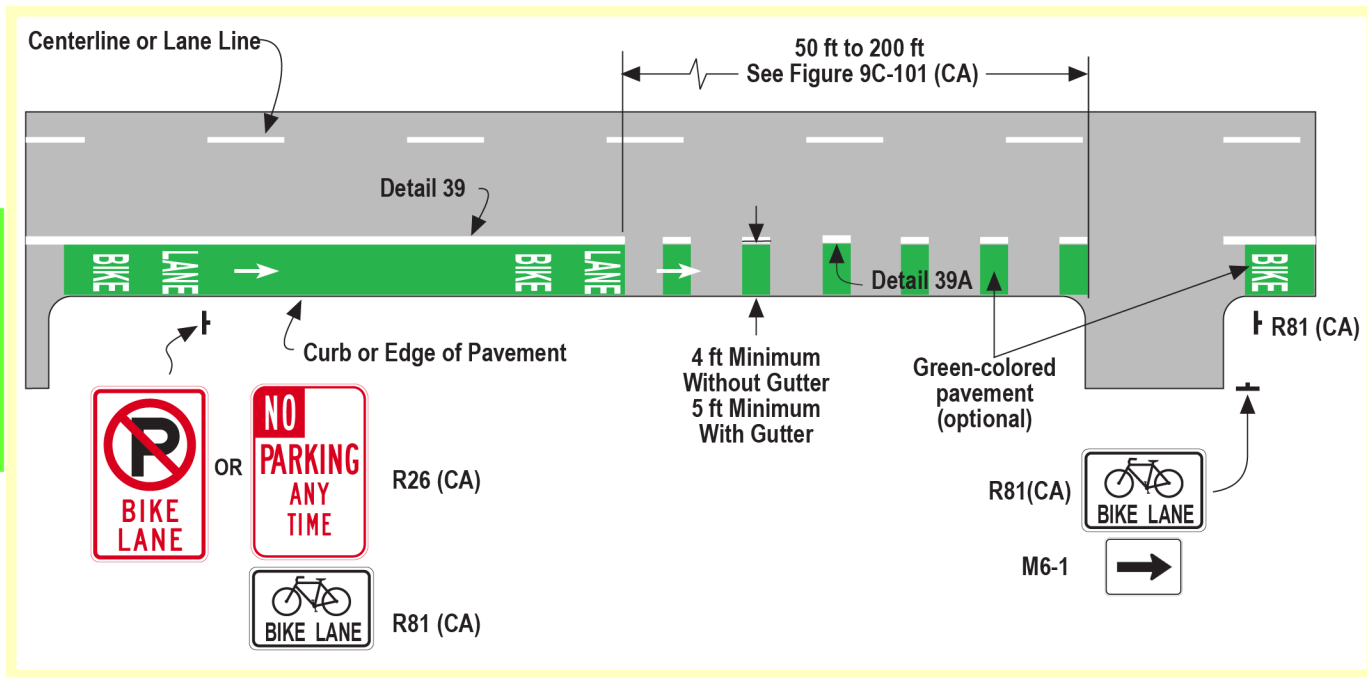 Centerline or Lane Line
50 ft to 200 ft
See Figure 9C-101 (CA)
Detail 39
BIKE
LANE
BIKE
LANE
Detail 39A
BIKE
R81 (CA)
Curb or Edge of Pavement
4 ft Minimum
Without Gutter
5 ft Minimum
With Gutter
Green-colored
pavement
(optional)
P
BIKE
LANE
OR
NO
PARKING
ANY
TIME
R26 (CA)
BIKE LANE
R81 (CA)
R81(CA)
BIKE LANE
M6-1